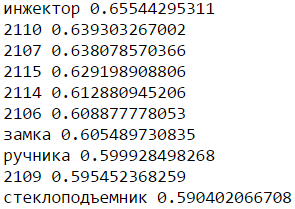 инжектор 0.65544295311
2110 0.639303267002
2107 0.638078570366
2115 0.629198908806
2114 0.612880945206
2106 0.608877778053
замка 0.605489730835
ручника 0.599928498268
2109 0.595452368259
стеклоподъемник 0.590402066708